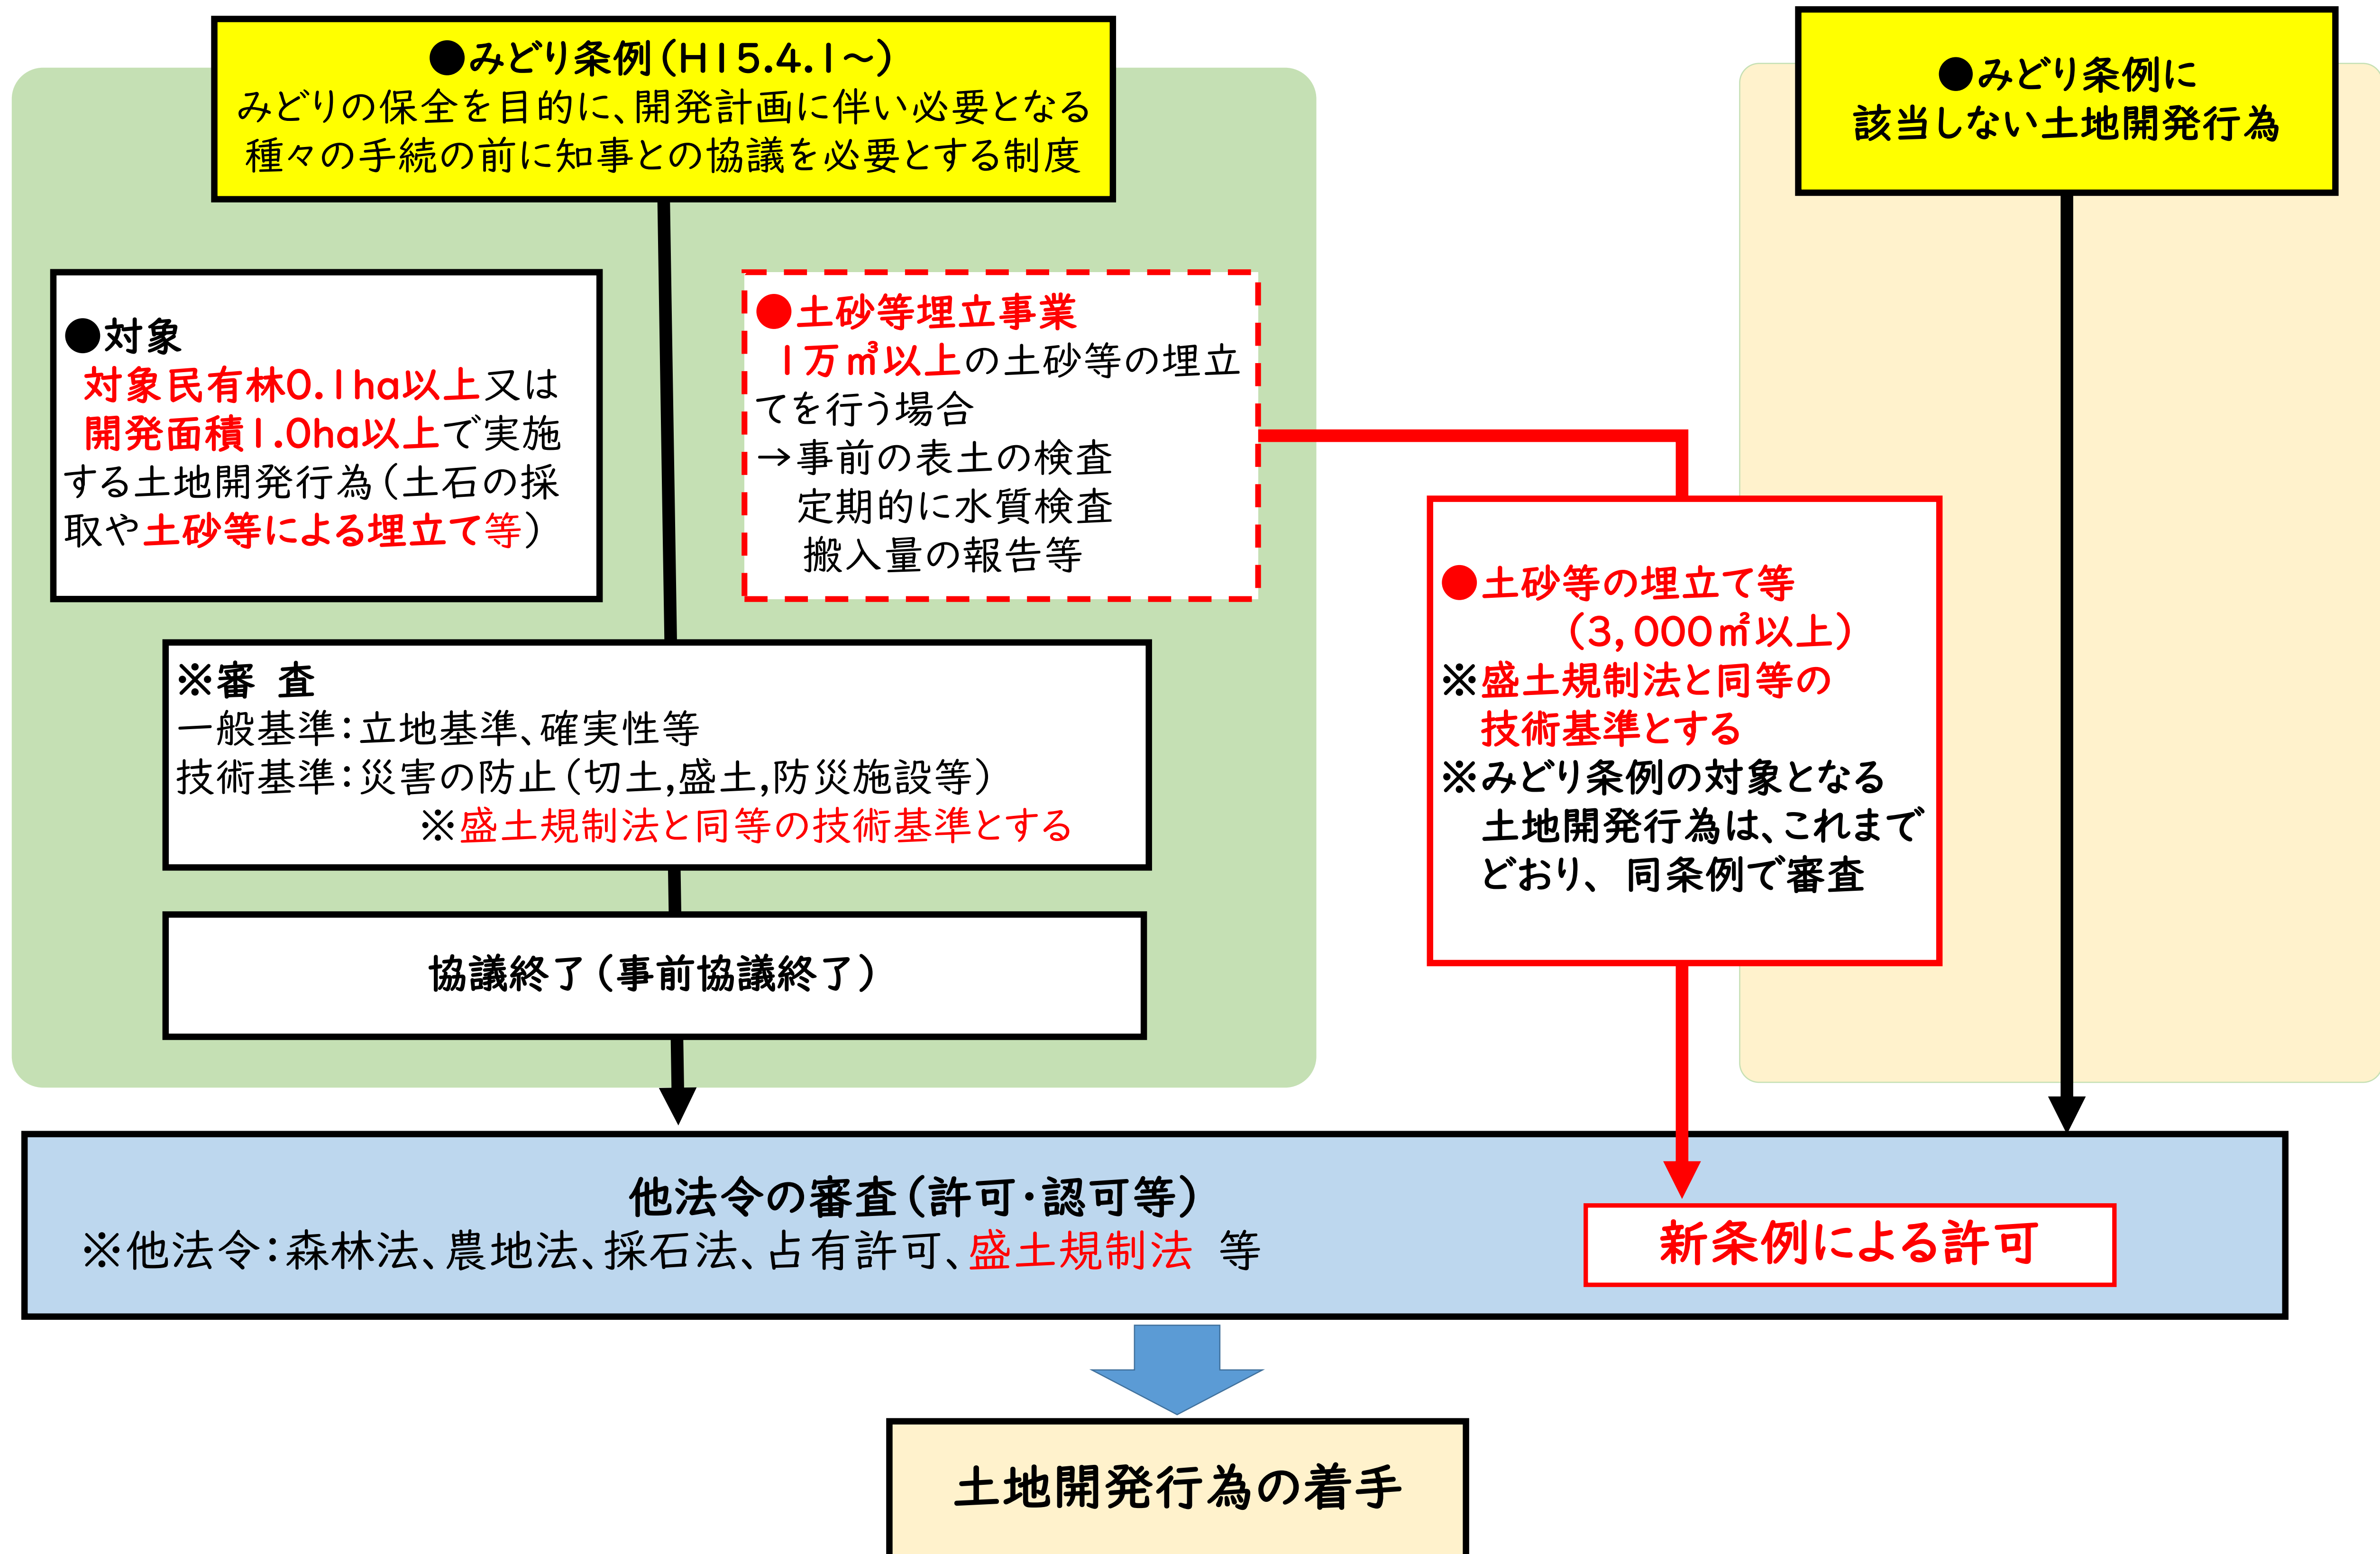 ●みどり条例(H15.4.1～)
みどりの保全を目的に、開発計画に伴い必要となる
種々の手続の前に知事との協議を必要とする制度
●みどり条例に
該当しない土地開発行為
●対象
対象民有林0.1ha以上又は
開発面積1.0ha以上で実施
する土地開発行為(土石の採
取や土砂等による埋立て等)
●土砂等埋立事業
1万㎥以上の土砂等の埋立
てを行う場合
→事前の表土の検査
定期的に水質検査
搬入量の報告等
●土砂等の埋立て等
(3,000㎡以上)
※盛土規制法と同等の
技術基準とする
※みどり条例の対象となる
土地開発行為は、これまで
どおり、同条例で審査
※審 査
一般基準:立地基準、確実性等
技術基準:災害の防止(切土,盛土,防災施設等)
※盛土規制法と同等の技術基準とする
協議終了(事前協議終了)
他法令の審査(許可・認可等)
※他法令:森林法、農地法、採石法、占有許可、盛土規制法 等
新条例による許可
土地開発行為の着手